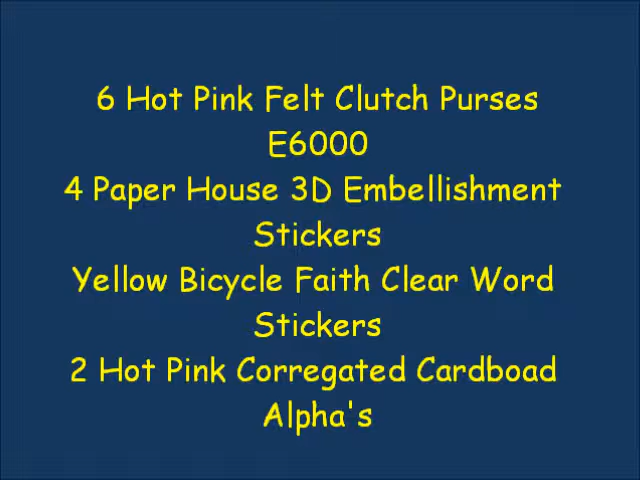 6 Hot Pink Felt Clutch Purses
E6000
4 Paper House 3D Embellishment
Stickers
Yellow Bicycle Faith Clear Word
Stickers
2 Hot Pink Corregated Cardboad
Alpha's